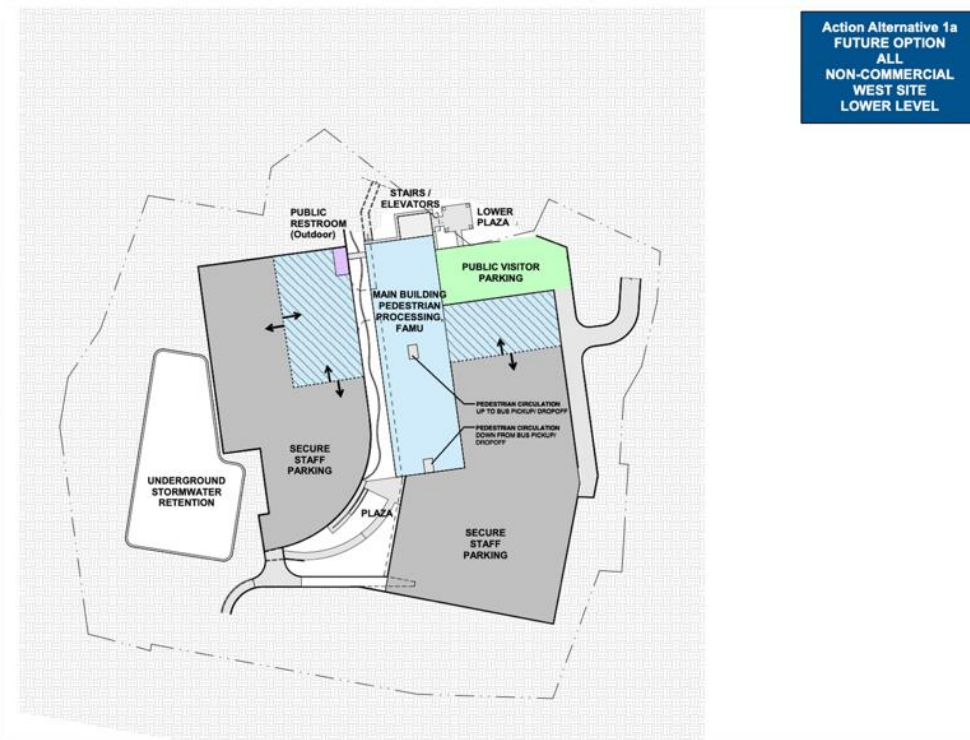 Action Alternative 1a
FUTURE OPTION
ALL
NON-COMMERCIAL
WEST SITE
LOWER LEVEL
STAIRS /
ELEVATORS
PUBLIC
RESTROOM
(Outdoor)
LOWER
PLAZA
PUBLIC VISITOR
PARKING
MAIN BUILDING
PEDESTRIAN
PROCESSING,
FAMU
PEDESTRIAN CIRCULATION
UP TO BUS PICKUP/ DROPOFF
PEDESTRIAN CIRCULATION
DOWN FROM BUS PICKUP/
DROPOFF
SECURE
STAFF
PARKING
UNDERGROUND
STORMWATER
RETENTION
PLAZA
SECURE
STAFF
PARKING